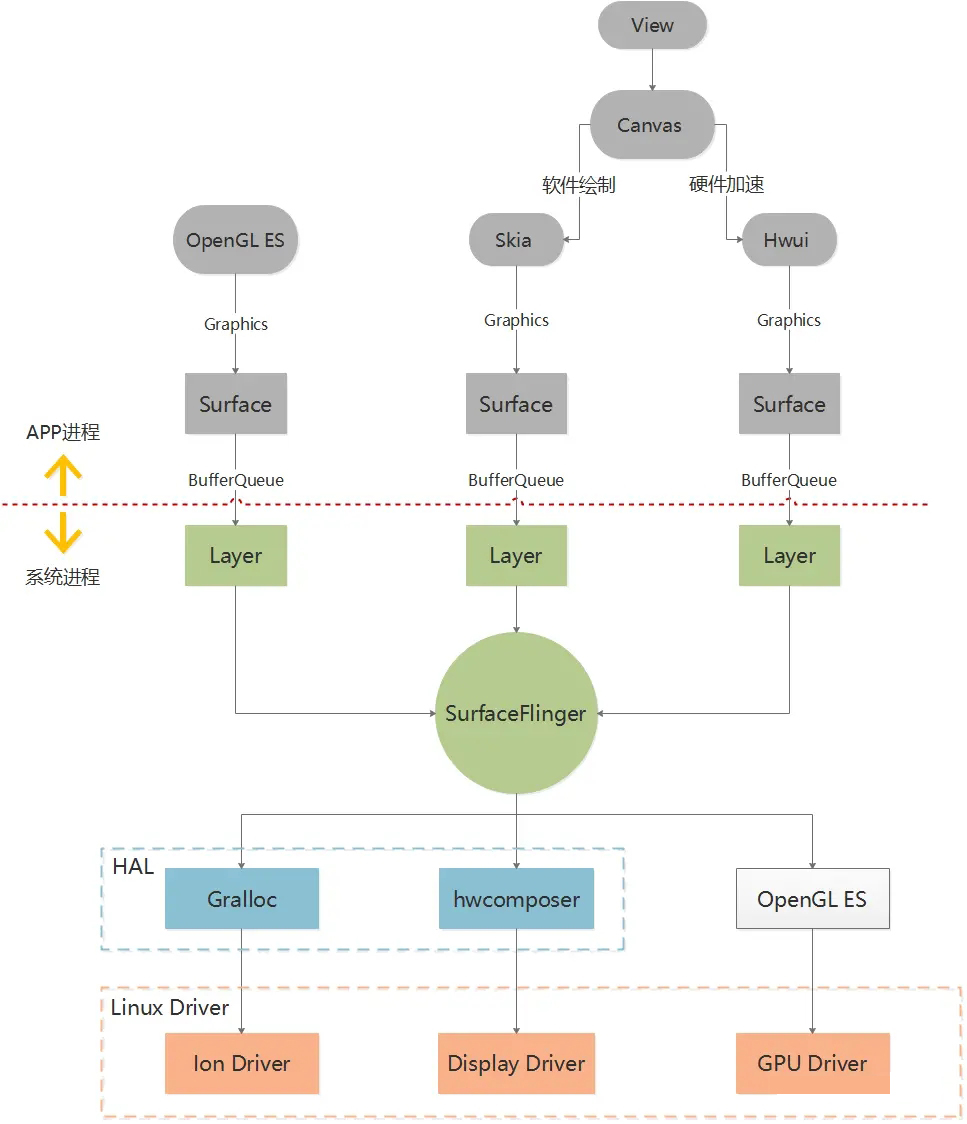 View
Canvas
软件绘制
硬件加速
OpenGL ES
Skia
Hwui
Graphics
Graphics
Graphics
Surface
Surface
Surface
APP进程
BufferQueue
BufferQueue
BufferQueue
Layer
Layer
Layer
系统进程
SurfaceFlinger
HAL
Gralloc
hwcomposer
OpenGL ES
Linux Driver
Ion Driver
Display Driver
GPU Driver